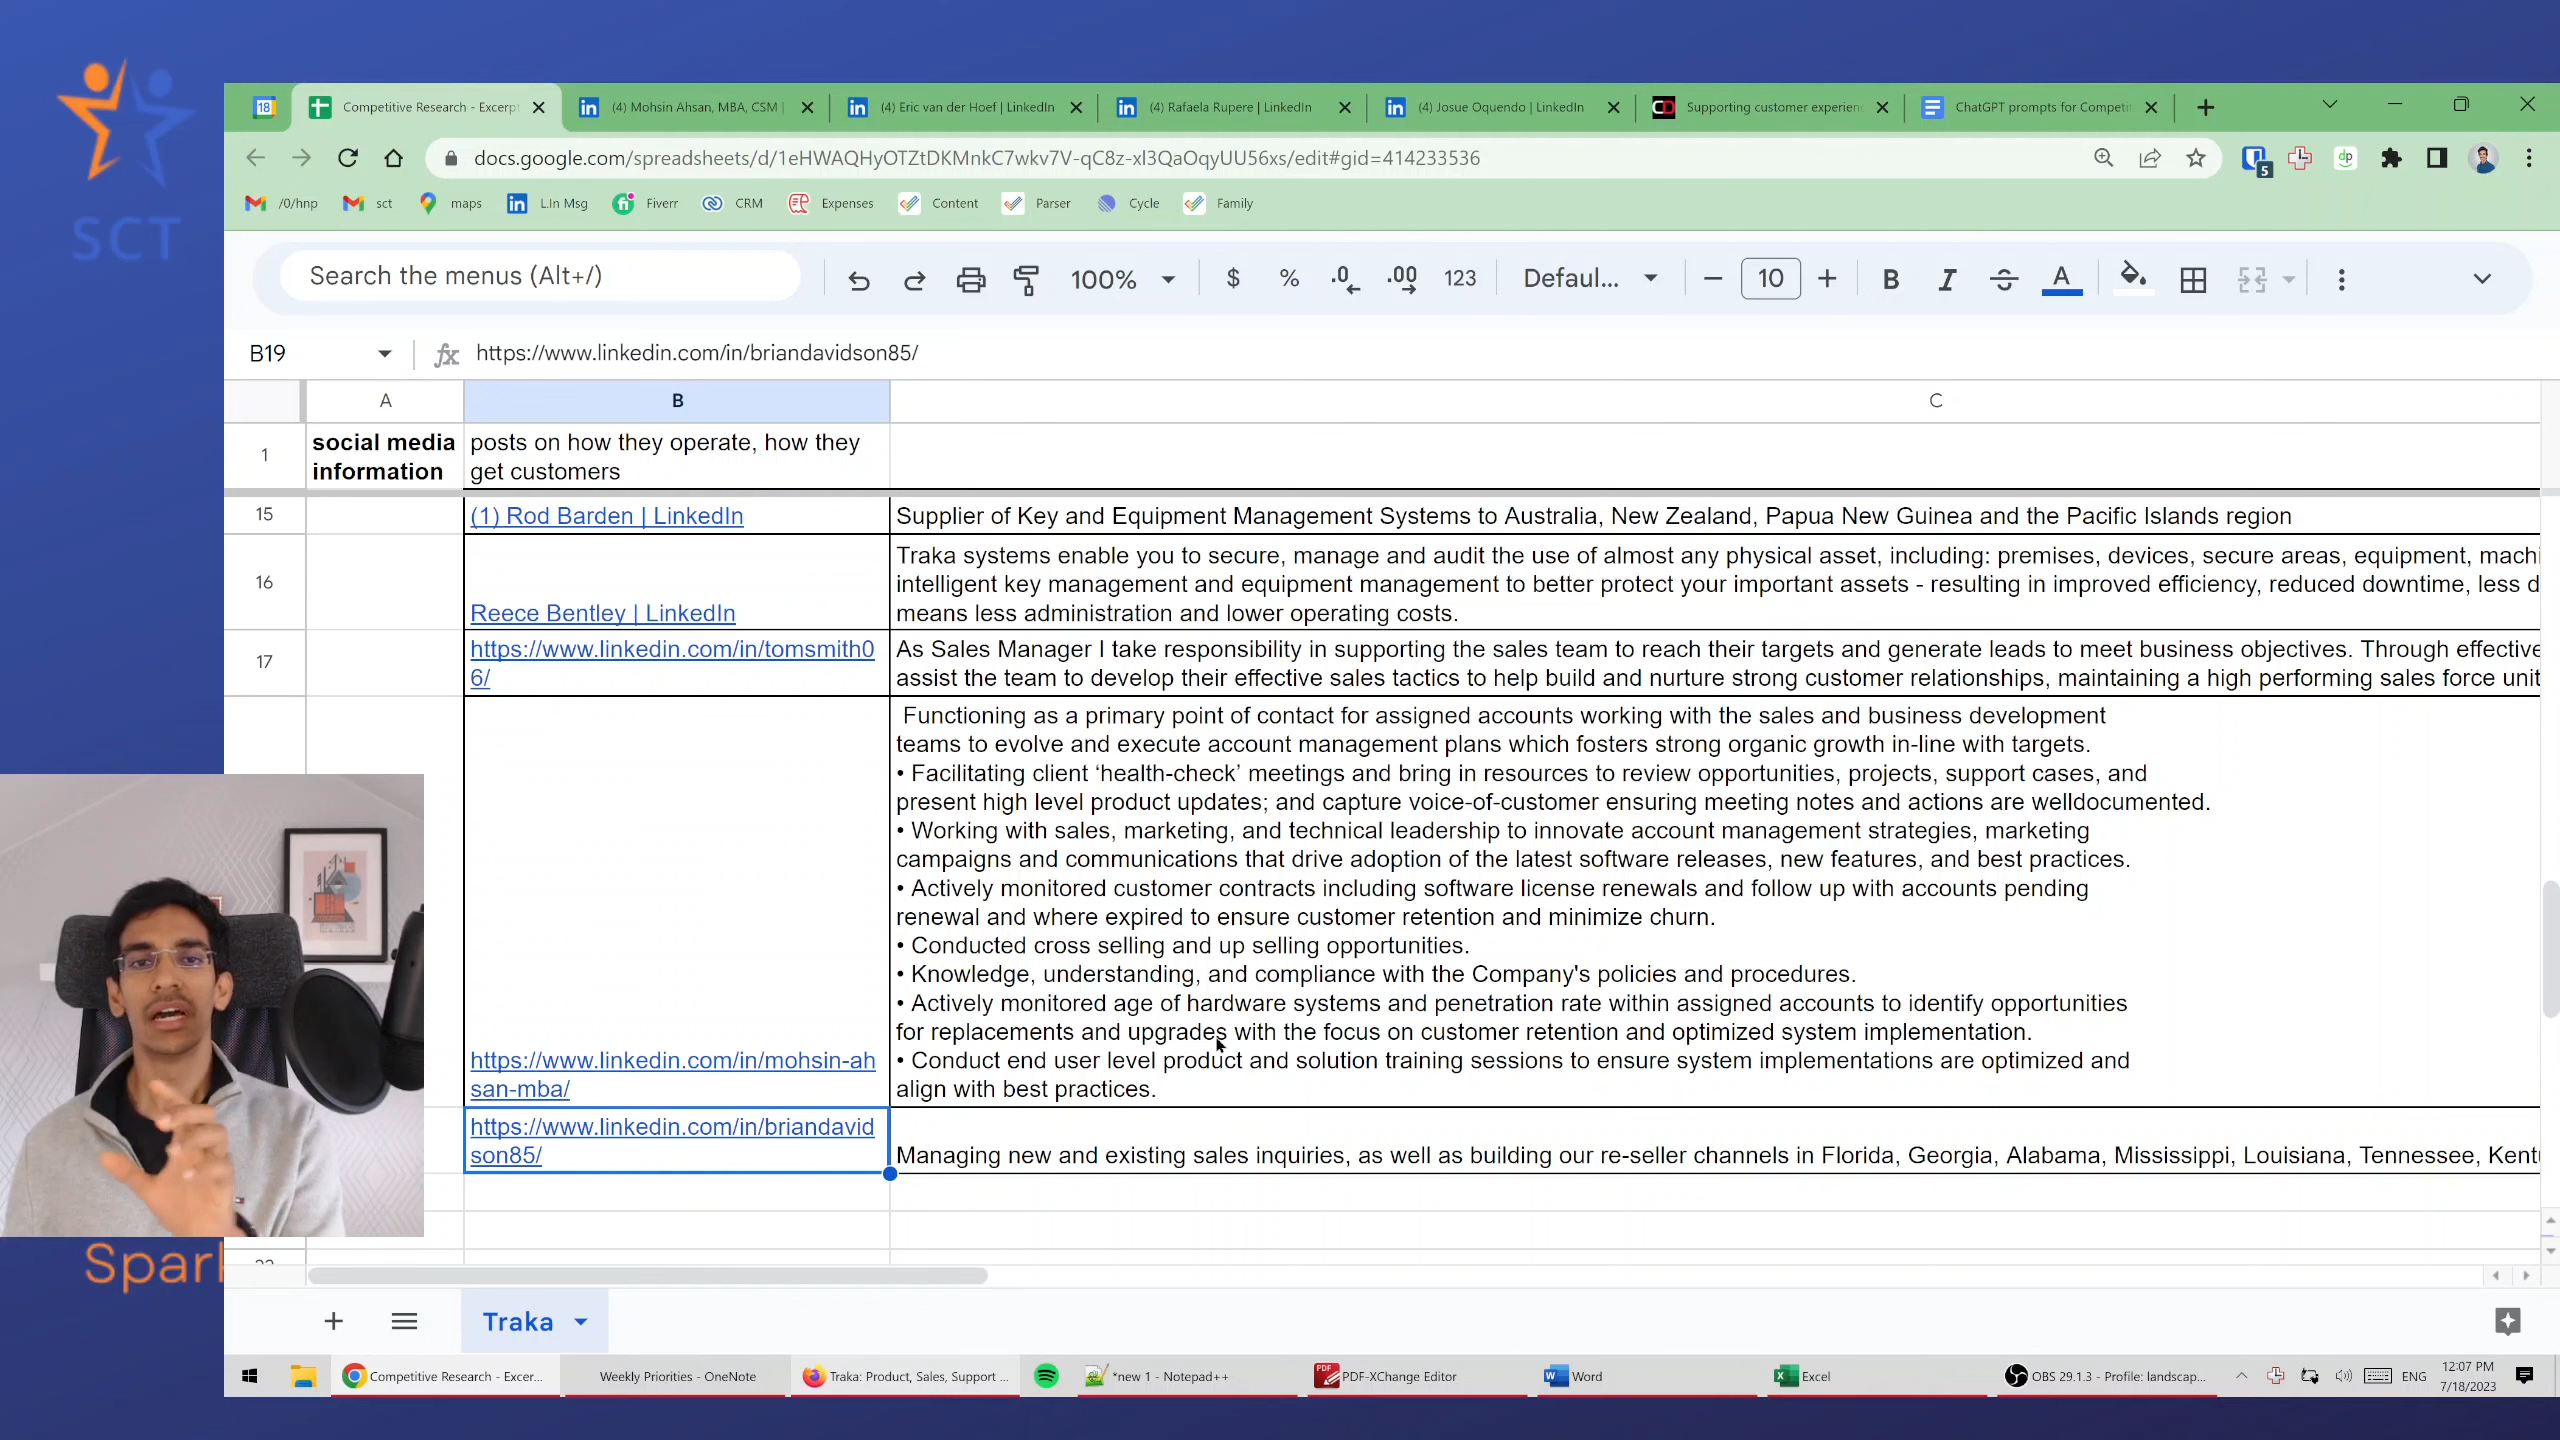 SCT
18
Competitive Research - Excerpt
(4) Mohsin Ahsan, MBA, CSM |
(4) Eric van der Hoef | LinkedIn
(4) Rafaela Rupere | LinkedIn
(4) Josue Oquendo | LinkedIn
CD
Supporting customer experien
ChatGPT prompts for Competi
docs.google.com/spreadsheets/d/1eHWAQHyOTZtDKMnkC7wkv7V-qC8z-xl3QaOqyUU56xs/edit#gid=414233536
5
dp
/0/hnp
sct
maps
L.In Msg
Fiverr
CRM
Expenses
Content
Parser
Cycle
Family
Search the menus (Alt+/)
100%
$
%
.0
.00
123
Defaul...
10
B
I
A
B19
fx
https://www.linkedin.com/in/briandavidson85/
A
B
C
1
social media
information
posts on how they operate, how they
get customers
15
(1) Rod Barden | LinkedIn
Supplier of Key and Equipment Management Systems to Australia, New Zealand, Papua New Guinea and the Pacific Islands region
16
Reece Bentley | LinkedIn
Traka systems enable you to secure, manage and audit the use of almost any physical asset, including: premises, devices, secure areas, equipment, machi
intelligent key management and equipment management to better protect your important assets - resulting in improved efficiency, reduced downtime, less d
means less administration and lower operating costs.
17
https://www.linkedin.com/in/tomsmith0
6/
As Sales Manager I take responsibility in supporting the sales team to reach their targets and generate leads to meet business objectives. Through effective
assist the team to develop their effective sales tactics to help build and nurture strong customer relationships, maintaining a high performing sales force unit
https://www.linkedin.com/in/mohsin-ah
san-mba/
Functioning as a primary point of contact for assigned accounts working with the sales and business development
teams to evolve and execute account management plans which fosters strong organic growth in-line with targets.
• Facilitating client ‘health-check’ meetings and bring in resources to review opportunities, projects, support cases, and
present high level product updates; and capture voice-of-customer ensuring meeting notes and actions are welldocumented.
• Working with sales, marketing, and technical leadership to innovate account management strategies, marketing
campaigns and communications that drive adoption of the latest software releases, new features, and best practices.
• Actively monitored customer contracts including software license renewals and follow up with accounts pending
renewal and where expired to ensure customer retention and minimize churn.
• Conducted cross selling and up selling opportunities.
• Knowledge, understanding, and compliance with the Company's policies and procedures.
• Actively monitored age of hardware systems and penetration rate within assigned accounts to identify opportunities
for replacements and upgrades with the focus on customer retention and optimized system implementation.
• Conduct end user level product and solution training sessions to ensure system implementations are optimized and
align with best practices.
https://www.linkedin.com/in/briandavid
son85/
Managing new and existing sales inquiries, as well as building our re-seller channels in Florida, Georgia, Alabama, Mississippi, Louisiana, Tennessee, Kent
Spark
Traka
Competitive Research - Excer...
Weekly Priorities - OneNote
Traka: Product, Sales, Support ...
*new 1 - Notepad++
PDF
PDF-XChange Editor
Word
Excel
OBS 29.1.3 - Profile: landscap...
ENG
12:07 PM
7/18/2023